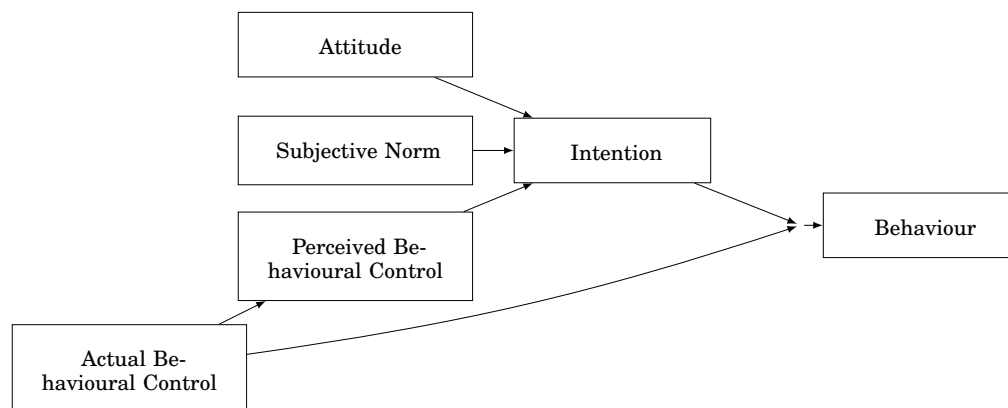 Attitude
Subjective Norm
Intention
Perceived Be-
havioural Control
Behaviour
Actual Be-
havioural Control